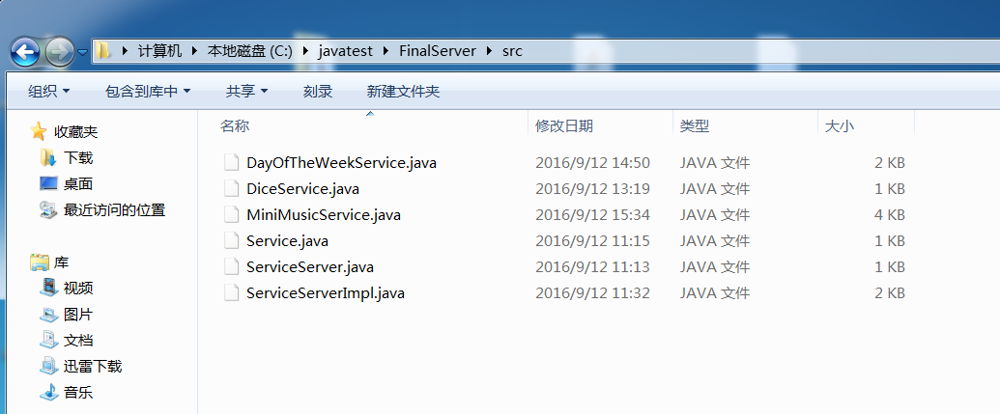 计算机 本地磁盘 (C:) javatest FinalServer src
组织 包含到库中 共享 刻录 新建文件夹
收藏夹
下载
桌面
最近访问的位置
库
视频
图片
文档
迅雷下载
音乐
名称 修改日期 类型 大小
DayOfTheWeekService.java 2016/9/12 14:50 JAVA 文件 2 KB
DiceService.java 2016/9/12 13:19 JAVA 文件 1 KB
MiniMusicService.java 2016/9/12 15:34 JAVA 文件 4 KB
Service.java 2016/9/12 11:15 JAVA 文件 1 KB
ServiceServer.java 2016/9/12 11:13 JAVA 文件 1 KB
ServiceServerImpl.java 2016/9/12 11:32 JAVA 文件 2 KB